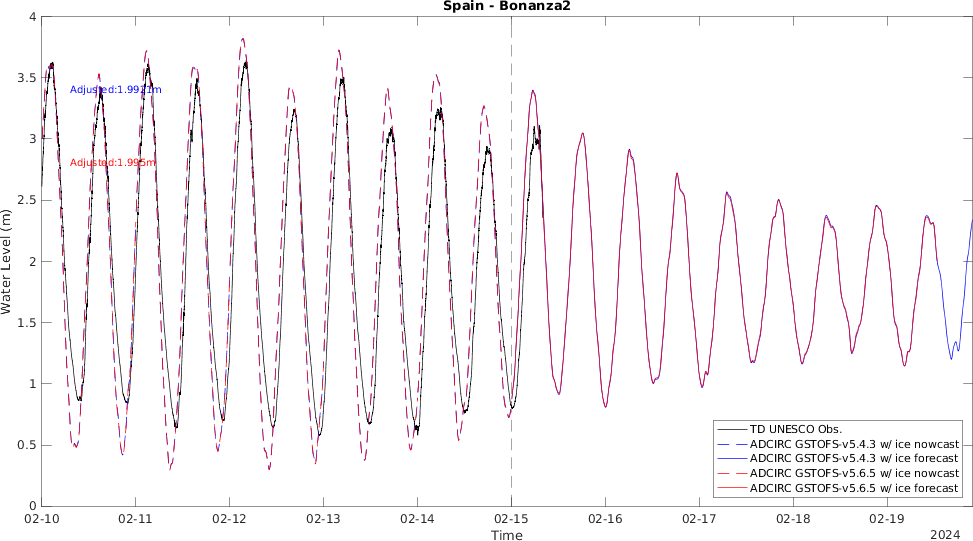 Spain - Bonanza2
4
3.5
3
2.5
2
1.5
1
0.5
0
Water Level (m)
Adjusted:1.9921m
Adjusted:1.995m
TD UNESCO Obs.
ADCIRC GSTOFS-v5.4.3 w/ ice nowcast
ADCIRC GSTOFS-v5.4.3 w/ ice forecast
ADCIRC GSTOFS-v5.6.5 w/ ice nowcast
ADCIRC GSTOFS-v5.6.5 w/ ice forecast
02-10 02-11 02-12 02-13 02-14 02-15 02-16 02-17 02-18 02-19
Time
2024